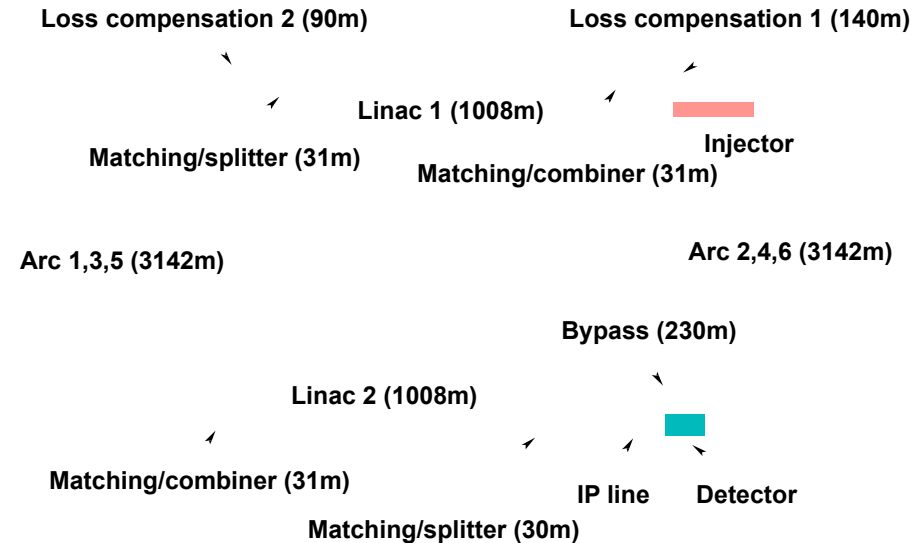 Loss compensation 2 (90m)
Loss compensation 1 (140m)
Linac 1 (1008m)
Injector
Matching/splitter (31m)
Matching/combiner (31m)
Arc 1,3,5 (3142m)
Arc 2,4,6 (3142m)
Bypass (230m)
Linac 2 (1008m)
Matching/combiner (31m)
IP line
Detector
Matching/splitter (30m)